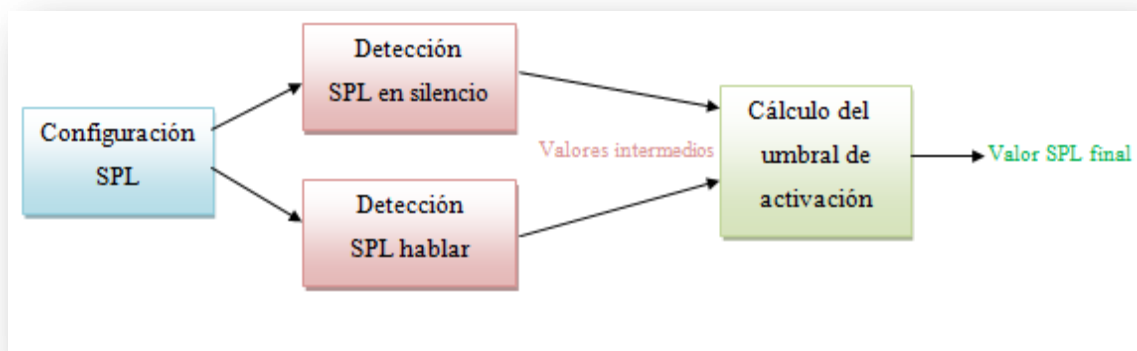 Configuración
SPL
Detección
SPL en silencio
Detección
SPL hablar
Valores intermedios
Cálculo del
umbral de
activación
Valor SPL final